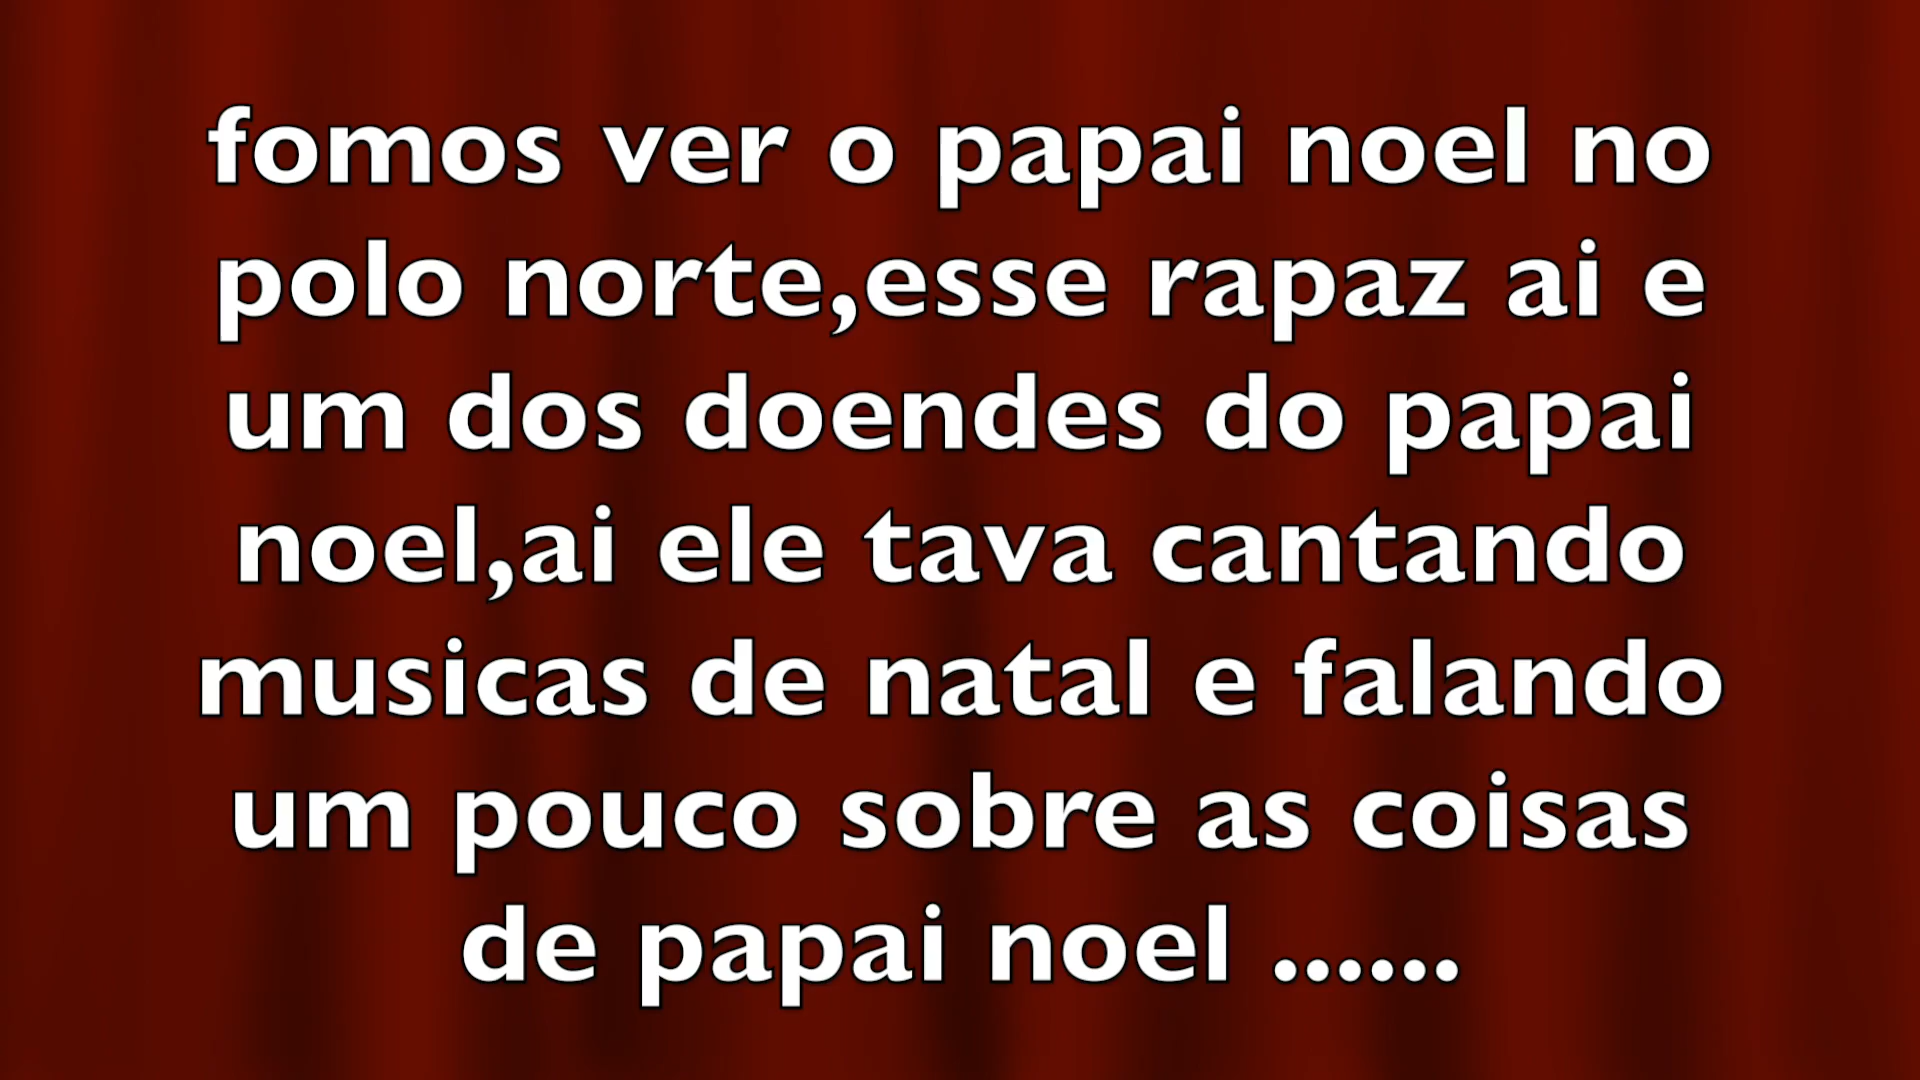 fomos ver o papai noel no
polo norte,esse rapaz ai e
um dos doendes do papai
noel,ai ele tava cantando
musicas de natal e falando
um pouco sobre as coisas
de papai noel ......